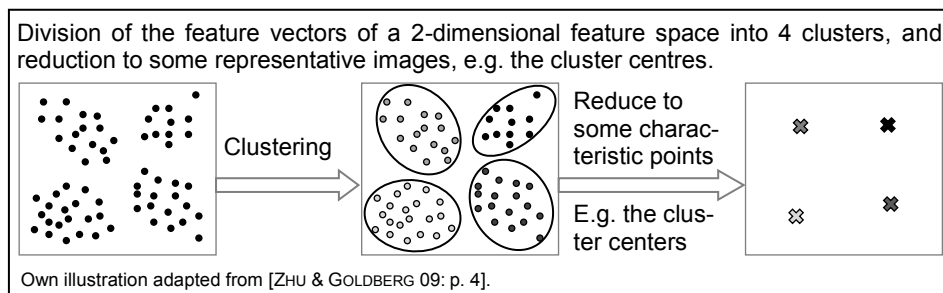 Division of the feature vectors of a 2-dimensional feature space into 4 clusters, and
reduction to some representative images, e.g. the cluster centres.
Clustering
Reduce to
some charac-
teristic points
E.g. the clus-
ter centers
Own illustration adapted from [ZHU & GOLDBERG 09: p. 4].